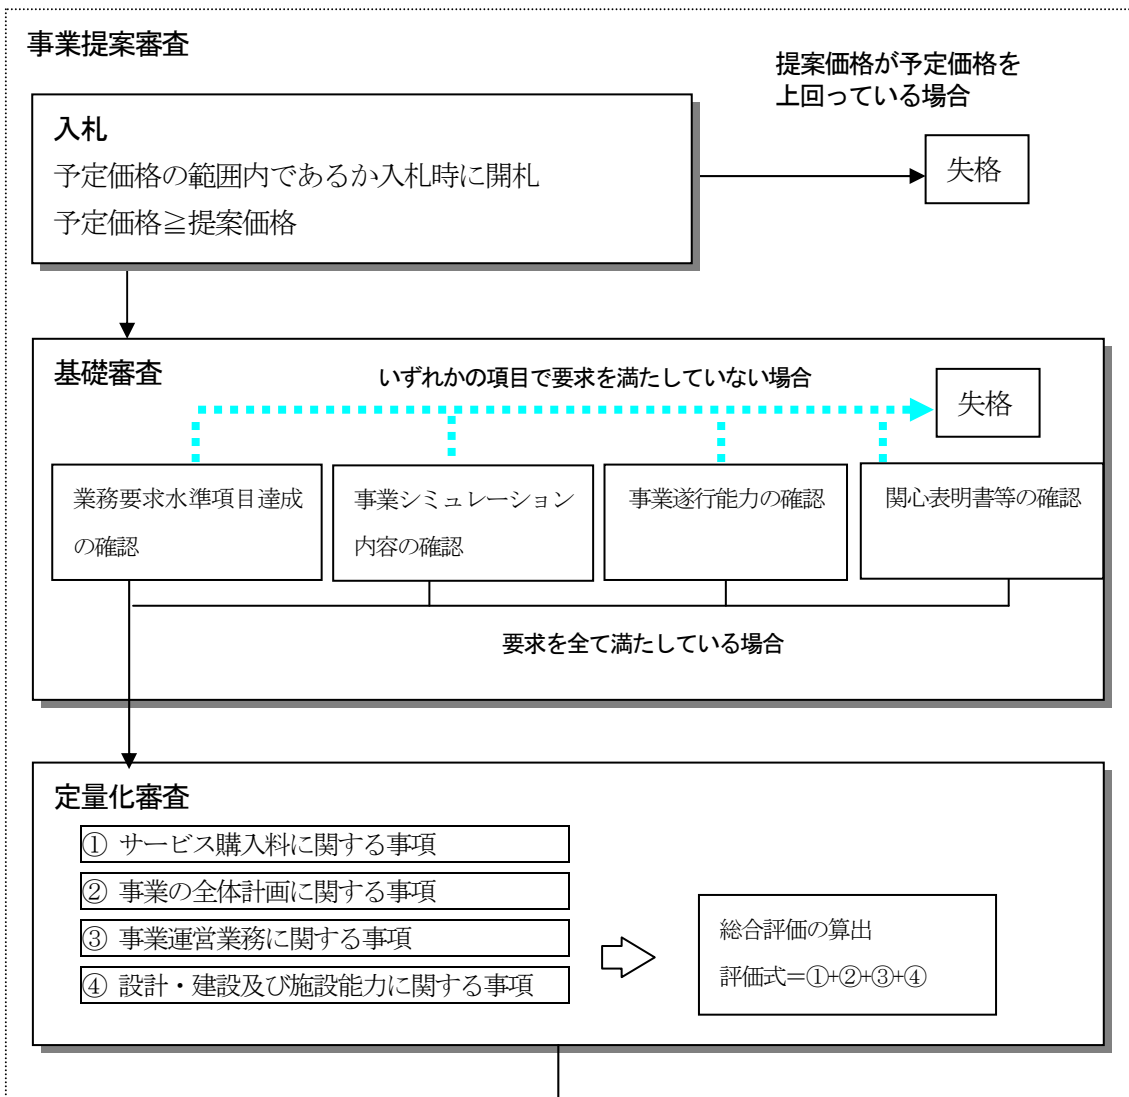 事業提案審査
提案価格が予定価格を
上回っている場合
入札
予定価格の範囲内であるか入札時に開札
予定価格≧提案価格
失格
基礎審査
いずれかの項目で要求を満たしていない場合
失格
業務要求水準項目達成
の確認
事業シミュレーション
内容の確認
事業遂行能力の確認
関心表明書等の確認
要求を全て満たしている場合
定量化審査
① サービス購入料に関する事項
② 事業の全体計画に関する事項
③ 事業運営業務に関する事項
④ 設計・建設及び施設能力に関する事項
総合評価の算出
評価式＝①+②+③+④